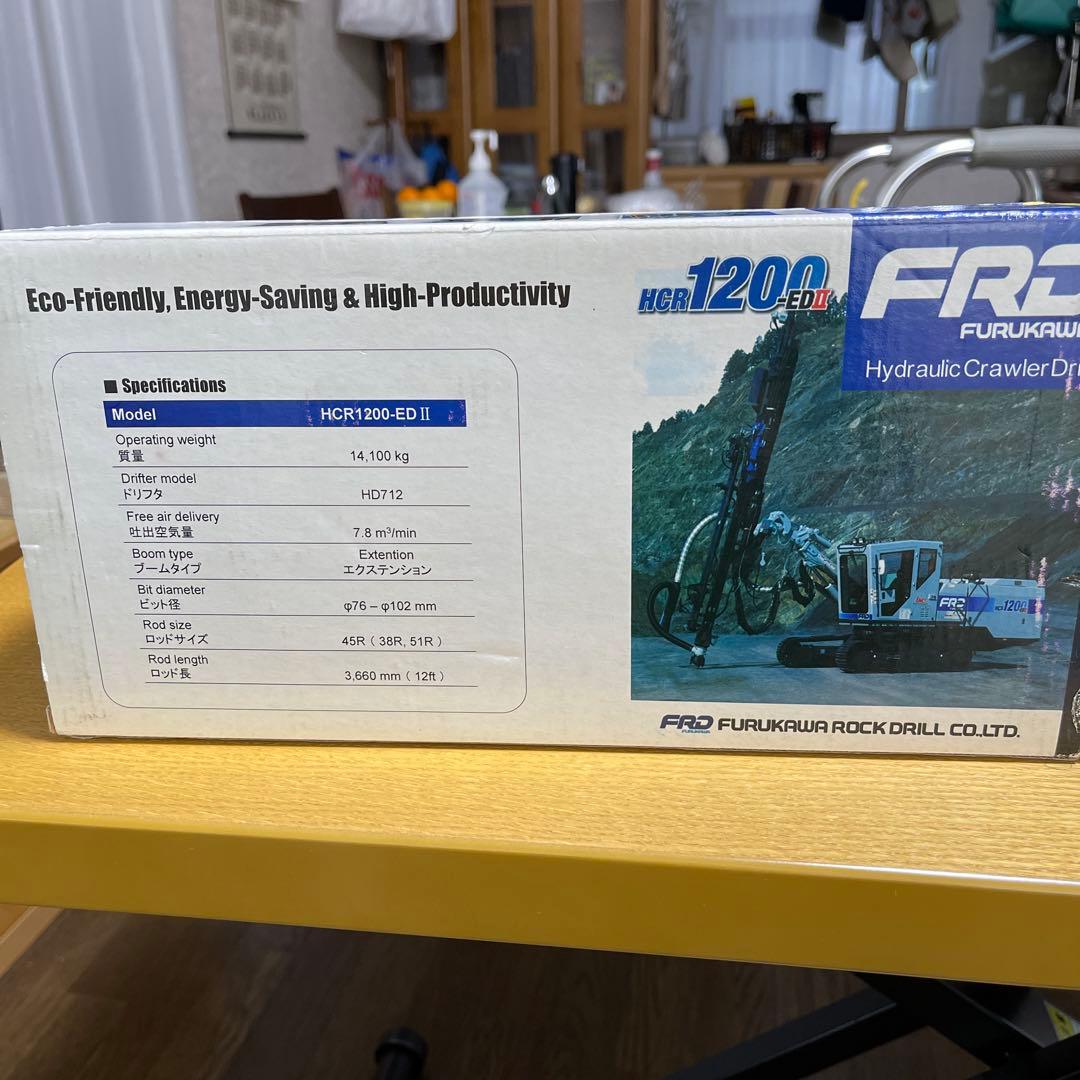 Eco-Friendly, Energy-Saving & High-Productivity
HCR1200-EDII
FRD
FURUKAWA
Hydraulic Crawler Dri
■ Specifications
Model HCR1200-ED II
Operating weight
質量 14,100 kg
Drifter model
ドリフタ HD712
Free air delivery
吐出空気量 7.8 m³/min
Boom type Extention
ブームタイプ エクステンション
Bit diameter
ビット径 φ76 – φ102 mm
Rod size
ロッドサイズ 45R ( 38R, 51R )
Rod length
ロッド長 3,660 mm ( 12ft )
FRD HCR1200
FRD FURUKAWA FURUKAWA ROCK DRILL CO.,LTD.